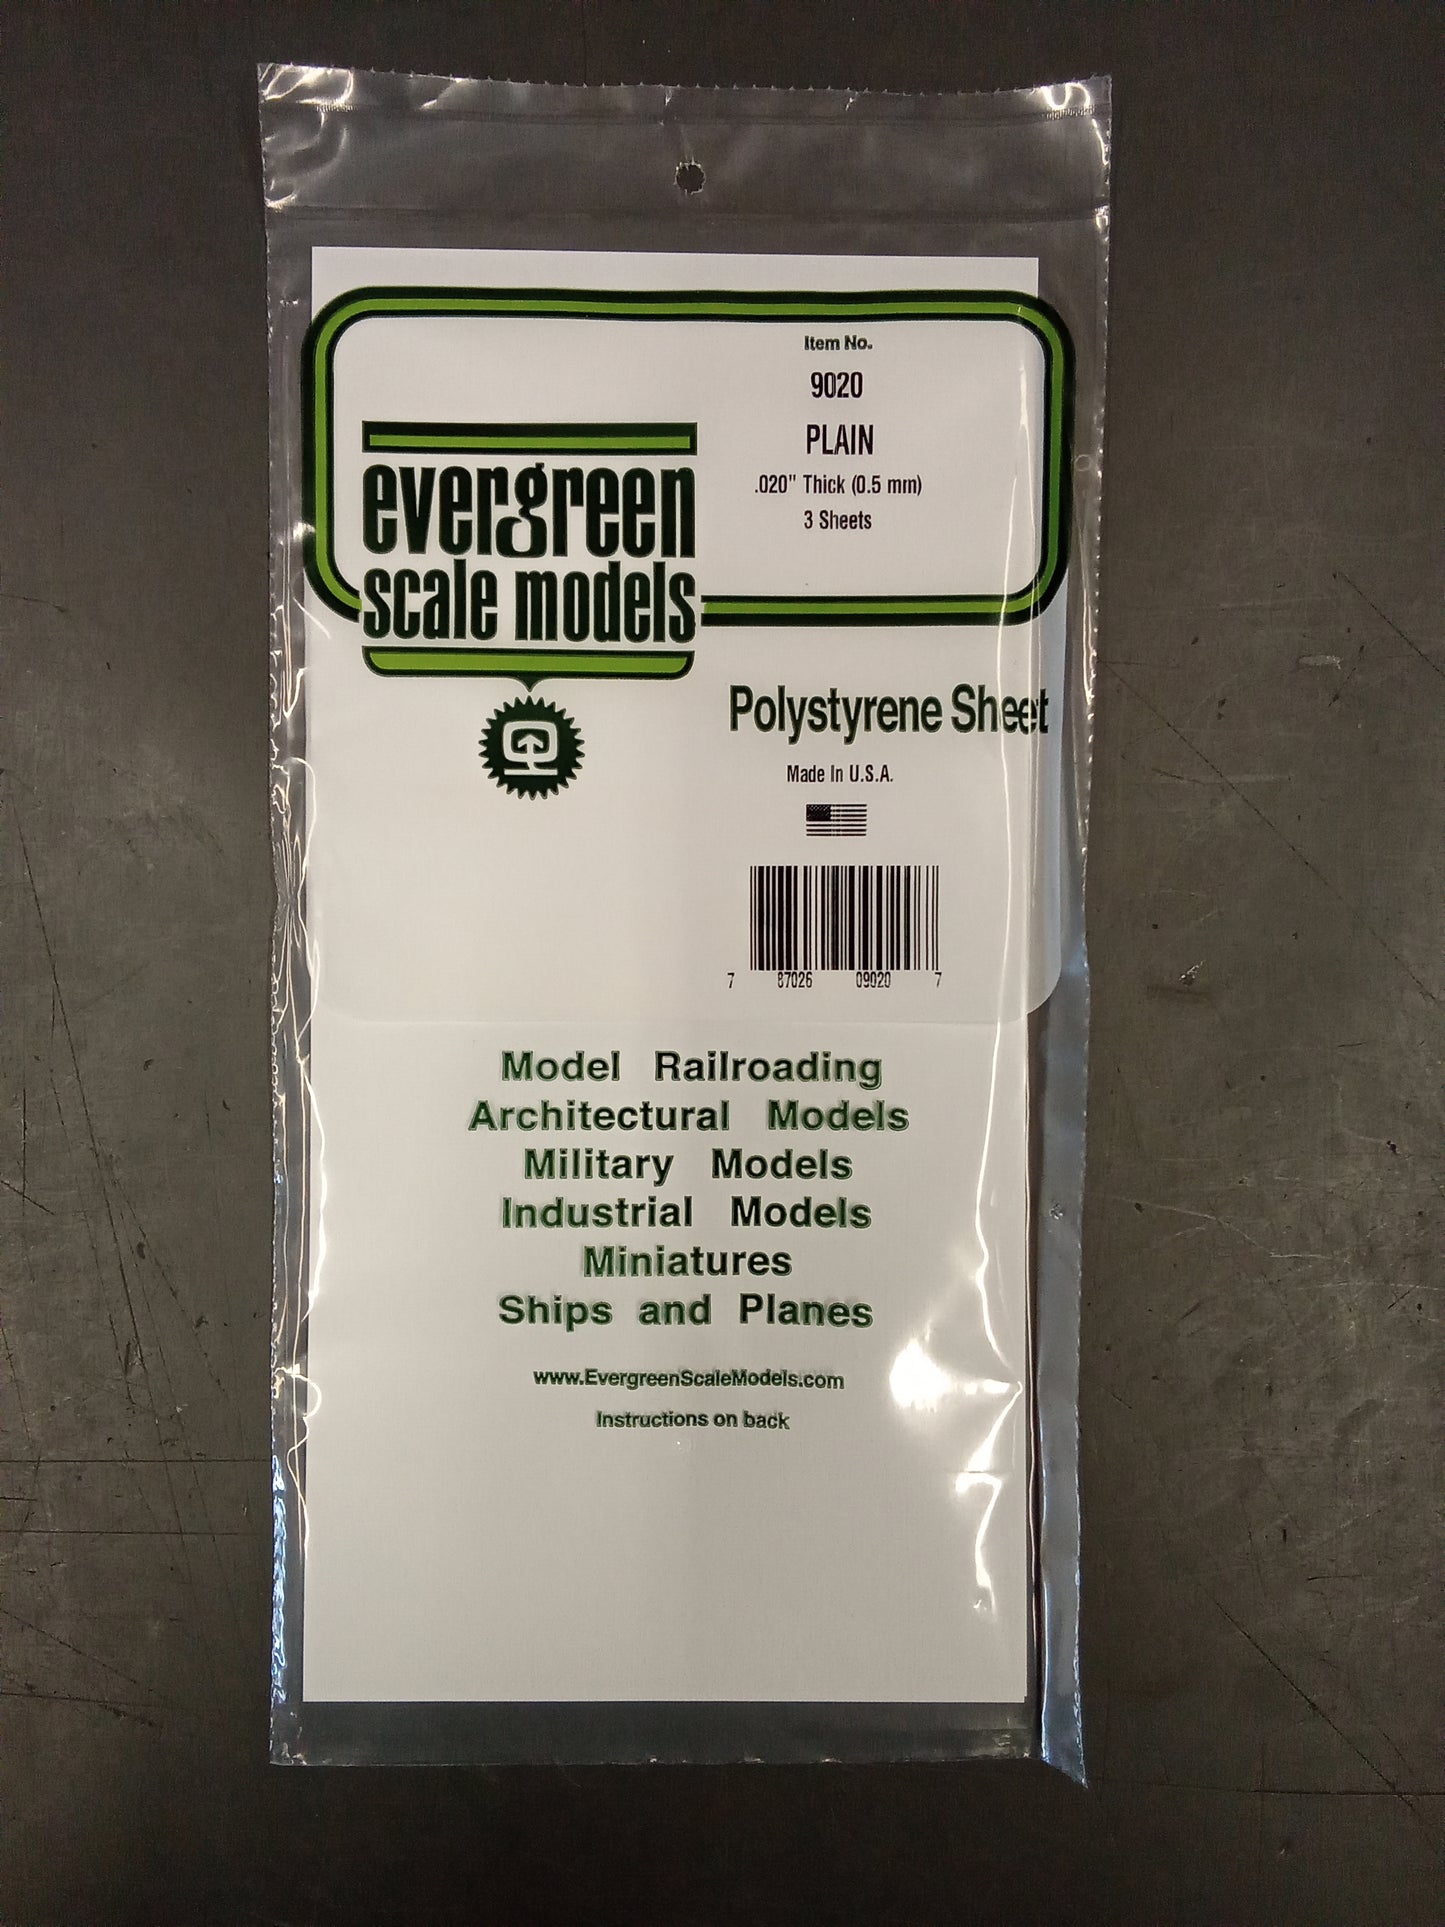 Item No.
9020
PLAIN
.020" Thick (0.5 mm)
3 Sheets
evergreen
scale models
Polystyrene Sheet
Made In U.S.A.
7 87026 09020 7
Model Railroading
Architectural Models
Military Models
Industrial Models
Miniatures
Ships and Planes
www.EvergreenScaleModels.com
Instructions on back